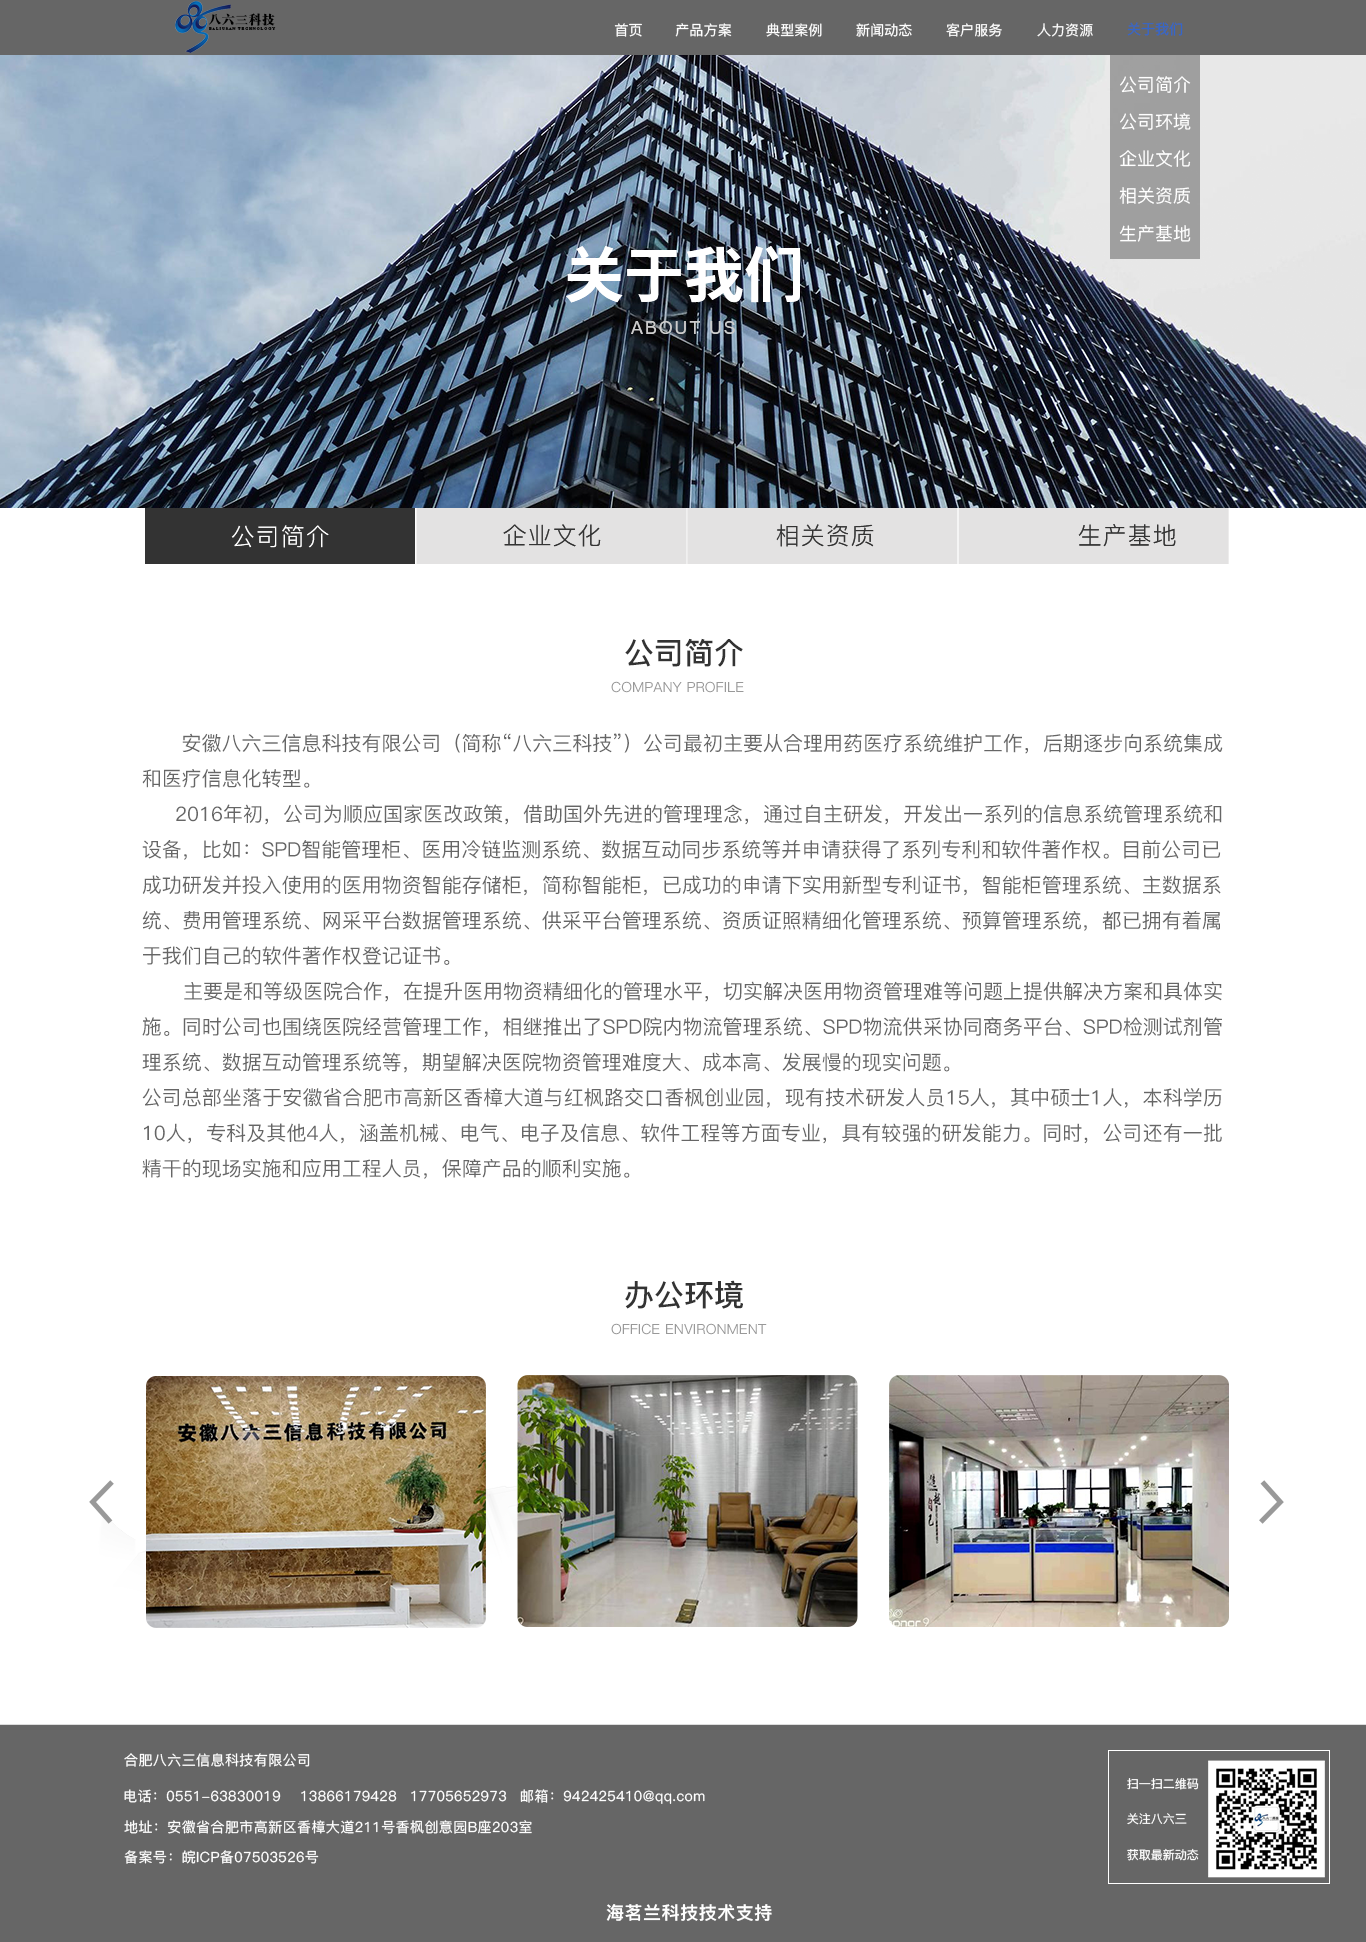 八六三科技
BALIUSAN TECHNOLOGY
首页 产品方案 典型案例 新闻动态 客户服务 人力资源 关于我们
公司简介
公司环境
企业文化
相关资质
生产基地
关于我们
ABOUT US
公司简介 企业文化 相关资质 生产基地
公司简介
COMPANY PROFILE
安徽八六三信息科技有限公司（简称“八六三科技”）公司最初主要从合理用药医疗系统维护工作，后期逐步向系统集成
和医疗信息化转型。
2016年初，公司为顺应国家医改政策，借助国外先进的管理理念，通过自主研发，开发出一系列的信息系统管理系统和
设备，比如：SPD智能管理柜、医用冷链监测系统、数据互动同步系统等并申请获得了系列专利和软件著作权。目前公司已
成功研发并投入使用的医用物资智能存储柜，简称智能柜，已成功的申请下实用新型专利证书，智能柜管理系统、主数据系
统、费用管理系统、网采平台数据管理系统、供采平台管理系统、资质证照精细化管理系统、预算管理系统，都已拥有着属
于我们自己的软件著作权登记证书。
主要是和等级医院合作，在提升医用物资精细化的管理水平，切实解决医用物资管理难等问题上提供解决方案和具体实
施。同时公司也围绕医院经营管理工作，相继推出了SPD院内物流管理系统、SPD物流供采协同商务平台、SPD检测试剂管
理系统、数据互动管理系统等，期望解决医院物资管理难度大、成本高、发展慢的现实问题。
公司总部坐落于安徽省合肥市高新区香樟大道与红枫路交口香枫创业园，现有技术研发人员15人，其中硕士1人，本科学历
10人，专科及其他4人，涵盖机械、电气、电子及信息、软件工程等方面专业，具有较强的研发能力。同时，公司还有一批
精干的现场实施和应用工程人员，保障产品的顺利实施。
办公环境
OFFICE ENVIRONMENT
安徽八六三信息科技有限公司
合肥八六三信息科技有限公司
电话：0551-63830019 13866179428 17705652973 邮箱：942425410@qq.com
地址：安徽省合肥市高新区香樟大道211号香枫创意园B座203室
备案号：皖ICP备07503526号
扫一扫二维码
关注八六三
获取最新动态
海茗兰科技技术支持